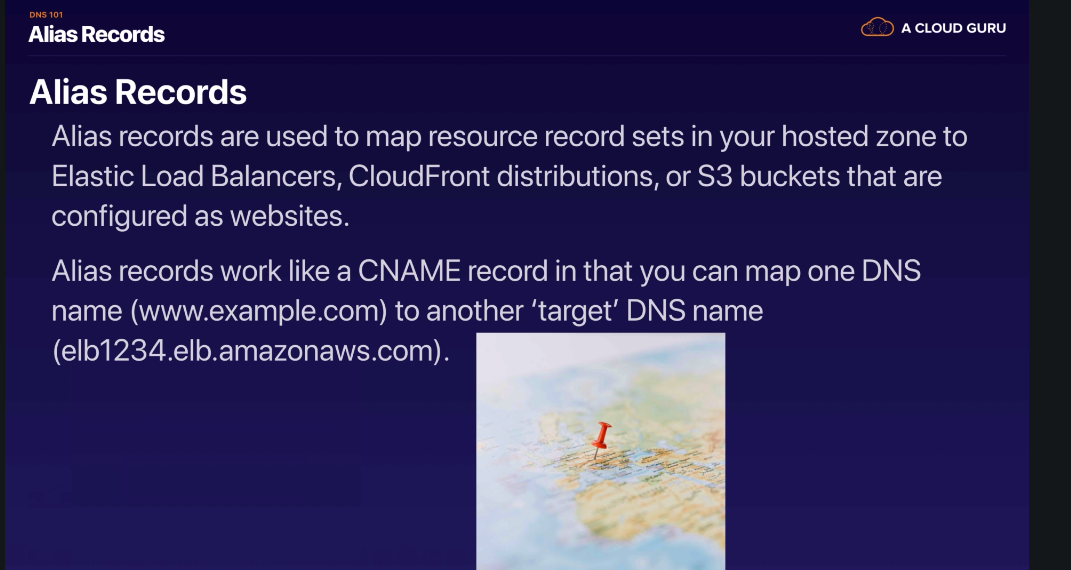 DNS 101
Alias Records
A CLOUD GURU
Alias Records
Alias records are used to map resource record sets in your hosted zone to
Elastic Load Balancers, CloudFront distributions, or S3 buckets that are
configured as websites.
Alias records work like a CNAME record in that you can map one DNS
name (www.example.com) to another ‘target’ DNS name
(elb1234.elb.amazonaws.com).